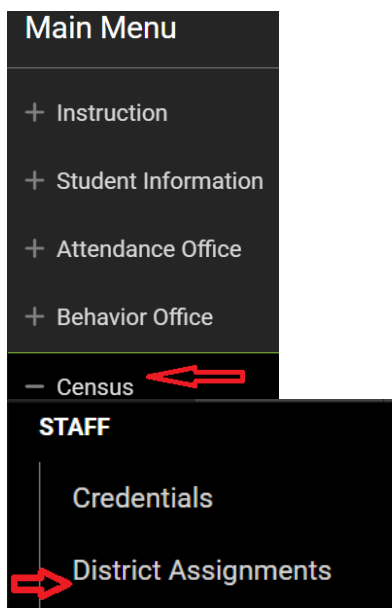 Main Menu
Instruction
Student Information
Attendance Office
Behavior Office
Census
STAFF
Credentials
District Assignments